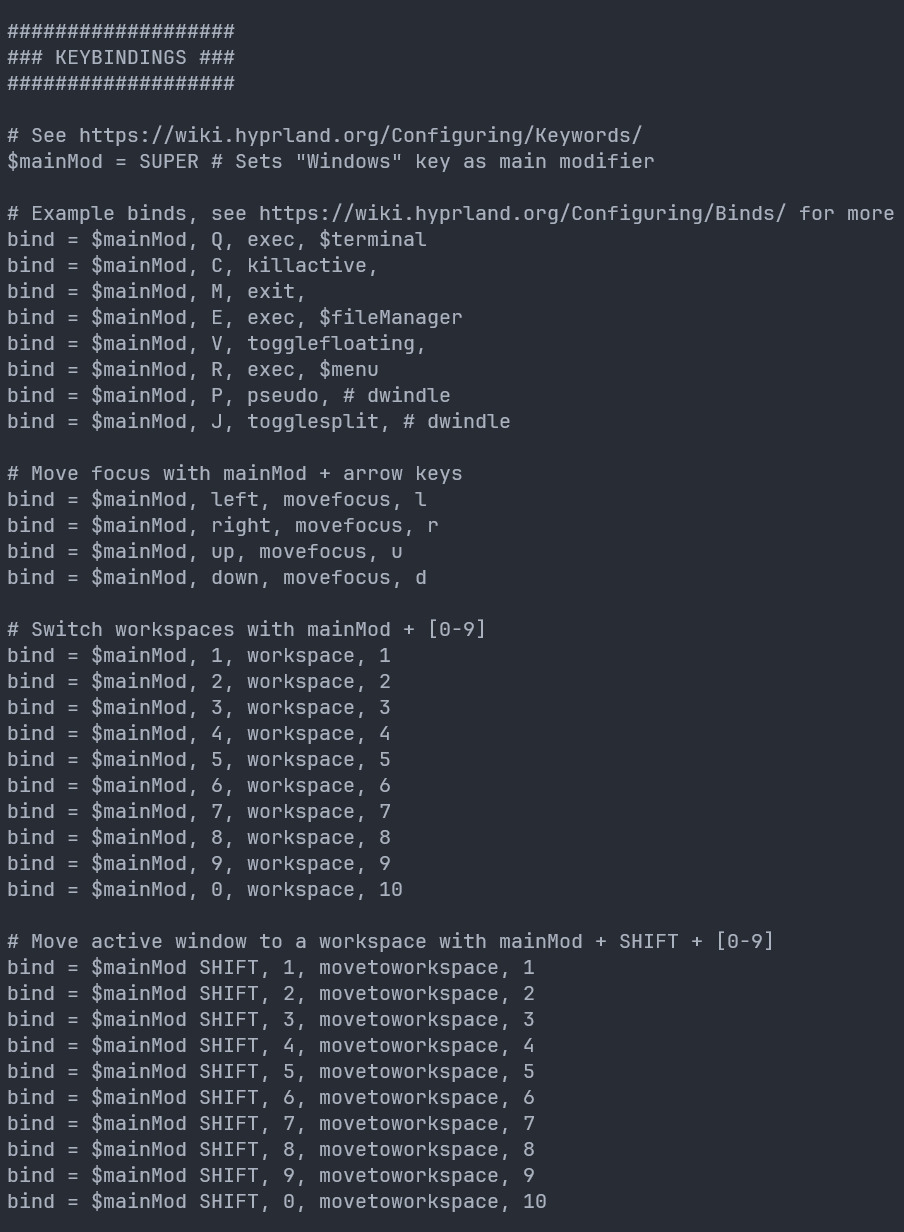 ###################
### KEYBINDINGS ###
###################
# See https://wiki.hyprland.org/Configuring/Keywords/
$mainMod = SUPER # Sets "Windows" key as main modifier
# Example binds, see https://wiki.hyprland.org/Configuring/Binds/ for more
bind = $mainMod, Q, exec, $terminal
bind = $mainMod, C, killactive,
bind = $mainMod, M, exit,
bind = $mainMod, E, exec, $fileManager
bind = $mainMod, V, togglefloating,
bind = $mainMod, R, exec, $menu
bind = $mainMod, P, pseudo, # dwindle
bind = $mainMod, J, togglesplit, # dwindle
# Move focus with mainMod + arrow keys
bind = $mainMod, left, movefocus, l
bind = $mainMod, right, movefocus, r
bind = $mainMod, up, movefocus, u
bind = $mainMod, down, movefocus, d
# Switch workspaces with mainMod + [0-9]
bind = $mainMod, 1, workspace, 1
bind = $mainMod, 2, workspace, 2
bind = $mainMod, 3, workspace, 3
bind = $mainMod, 4, workspace, 4
bind = $mainMod, 5, workspace, 5
bind = $mainMod, 6, workspace, 6
bind = $mainMod, 7, workspace, 7
bind = $mainMod, 8, workspace, 8
bind = $mainMod, 9, workspace, 9
bind = $mainMod, 0, workspace, 10
# Move active window to a workspace with mainMod + SHIFT + [0-9]
bind = $mainMod SHIFT, 1, movetoworkspace, 1
bind = $mainMod SHIFT, 2, movetoworkspace, 2
bind = $mainMod SHIFT, 3, movetoworkspace, 3
bind = $mainMod SHIFT, 4, movetoworkspace, 4
bind = $mainMod SHIFT, 5, movetoworkspace, 5
bind = $mainMod SHIFT, 6, movetoworkspace, 6
bind = $mainMod SHIFT, 7, movetoworkspace, 7
bind = $mainMod SHIFT, 8, movetoworkspace, 8
bind = $mainMod SHIFT, 9, movetoworkspace, 9
bind = $mainMod SHIFT, 0, movetoworkspace, 10